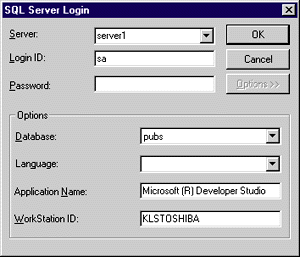 SQL Server Login
Server: server1 OK
Login ID: sa Cancel
Password: Options >>
Options
Database: pubs
Language:
Application Name: Microsoft (R) Developer Studio
WorkStation ID: KLSTOSHIBA